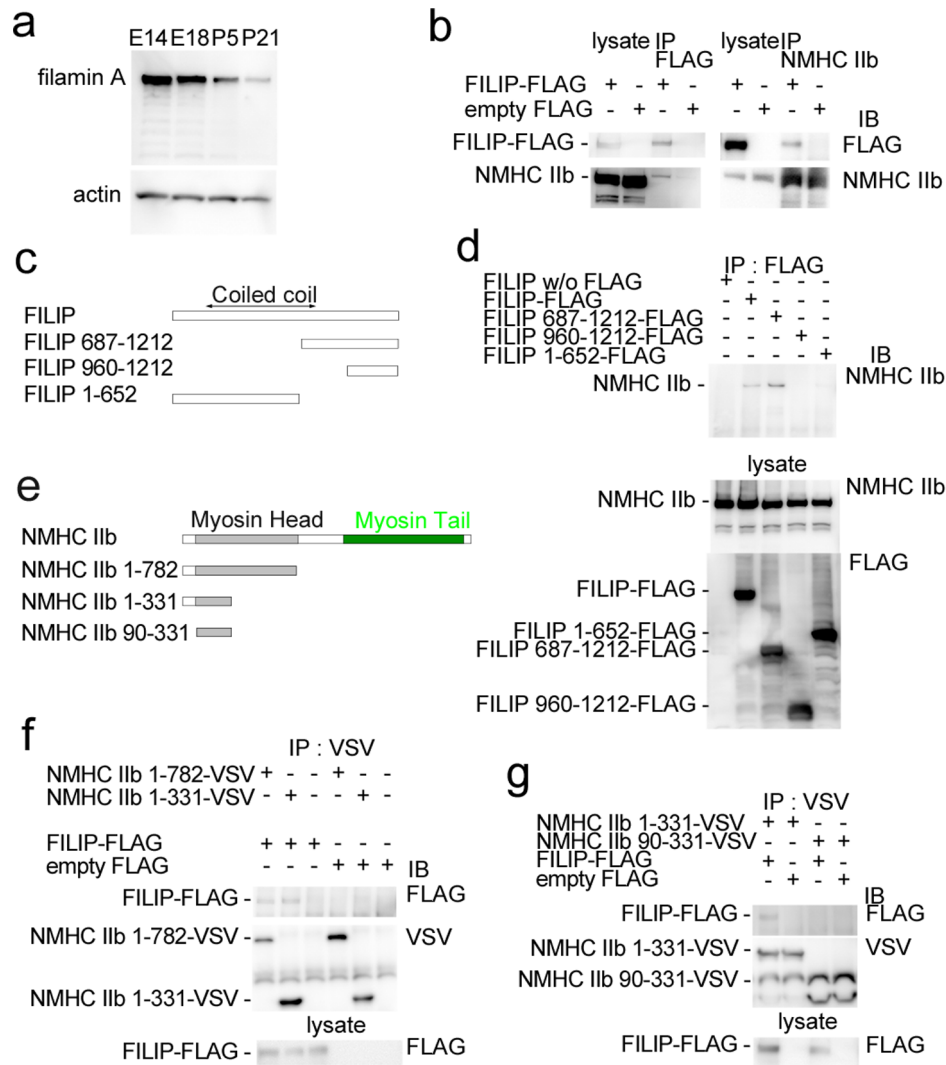 a
E14 E18 P5 P21
filamin A
actin
b
lysate IP
FLAG
lysate IP
NMHC IIb
FILIP-FLAG + - + - + - + -
empty FLAG - + - + - + - +
IB
FILIP-FLAG - FLAG
NMHC IIb - NMHC IIb
c
Coiled coil
FILIP
FILIP 687-1212
FILIP 960-1212
FILIP 1-652
d
IP : FLAG
FILIP w/o FLAG + - - - -
FILIP-FLAG - + - - -
FILIP 687-1212-FLAG - - + - -
FILIP 960-1212-FLAG - - - + -
FILIP 1-652-FLAG - - - - +
IB
NMHC IIb - NMHC IIb
lysate
NMHC IIb - NMHC IIb
FLAG
FILIP-FLAG -
FILIP 1-652-FLAG -
FILIP 687-1212-FLAG -
FILIP 960-1212-FLAG -
e
Myosin Head Myosin Tail
NMHC IIb
NMHC IIb 1-782
NMHC IIb 1-331
NMHC IIb 90-331
f
IP : VSV
NMHC IIb 1-782-VSV + - - + - -
NMHC IIb 1-331-VSV - + - - + -
FILIP-FLAG + + + - - -
empty FLAG - - - + + +
IB
FILIP-FLAG - FLAG
NMHC IIb 1-782-VSV - VSV
NMHC IIb 1-331-VSV -
lysate
FILIP-FLAG - FLAG
g
IP : VSV
NMHC IIb 1-331-VSV + + - -
NMHC IIb 90-331-VSV - - + +
FILIP-FLAG + - + -
empty FLAG - + - +
IB
FILIP-FLAG - FLAG
NMHC IIb 1-331-VSV - VSV
NMHC IIb 90-331-VSV -
lysate
FILIP-FLAG - FLAG